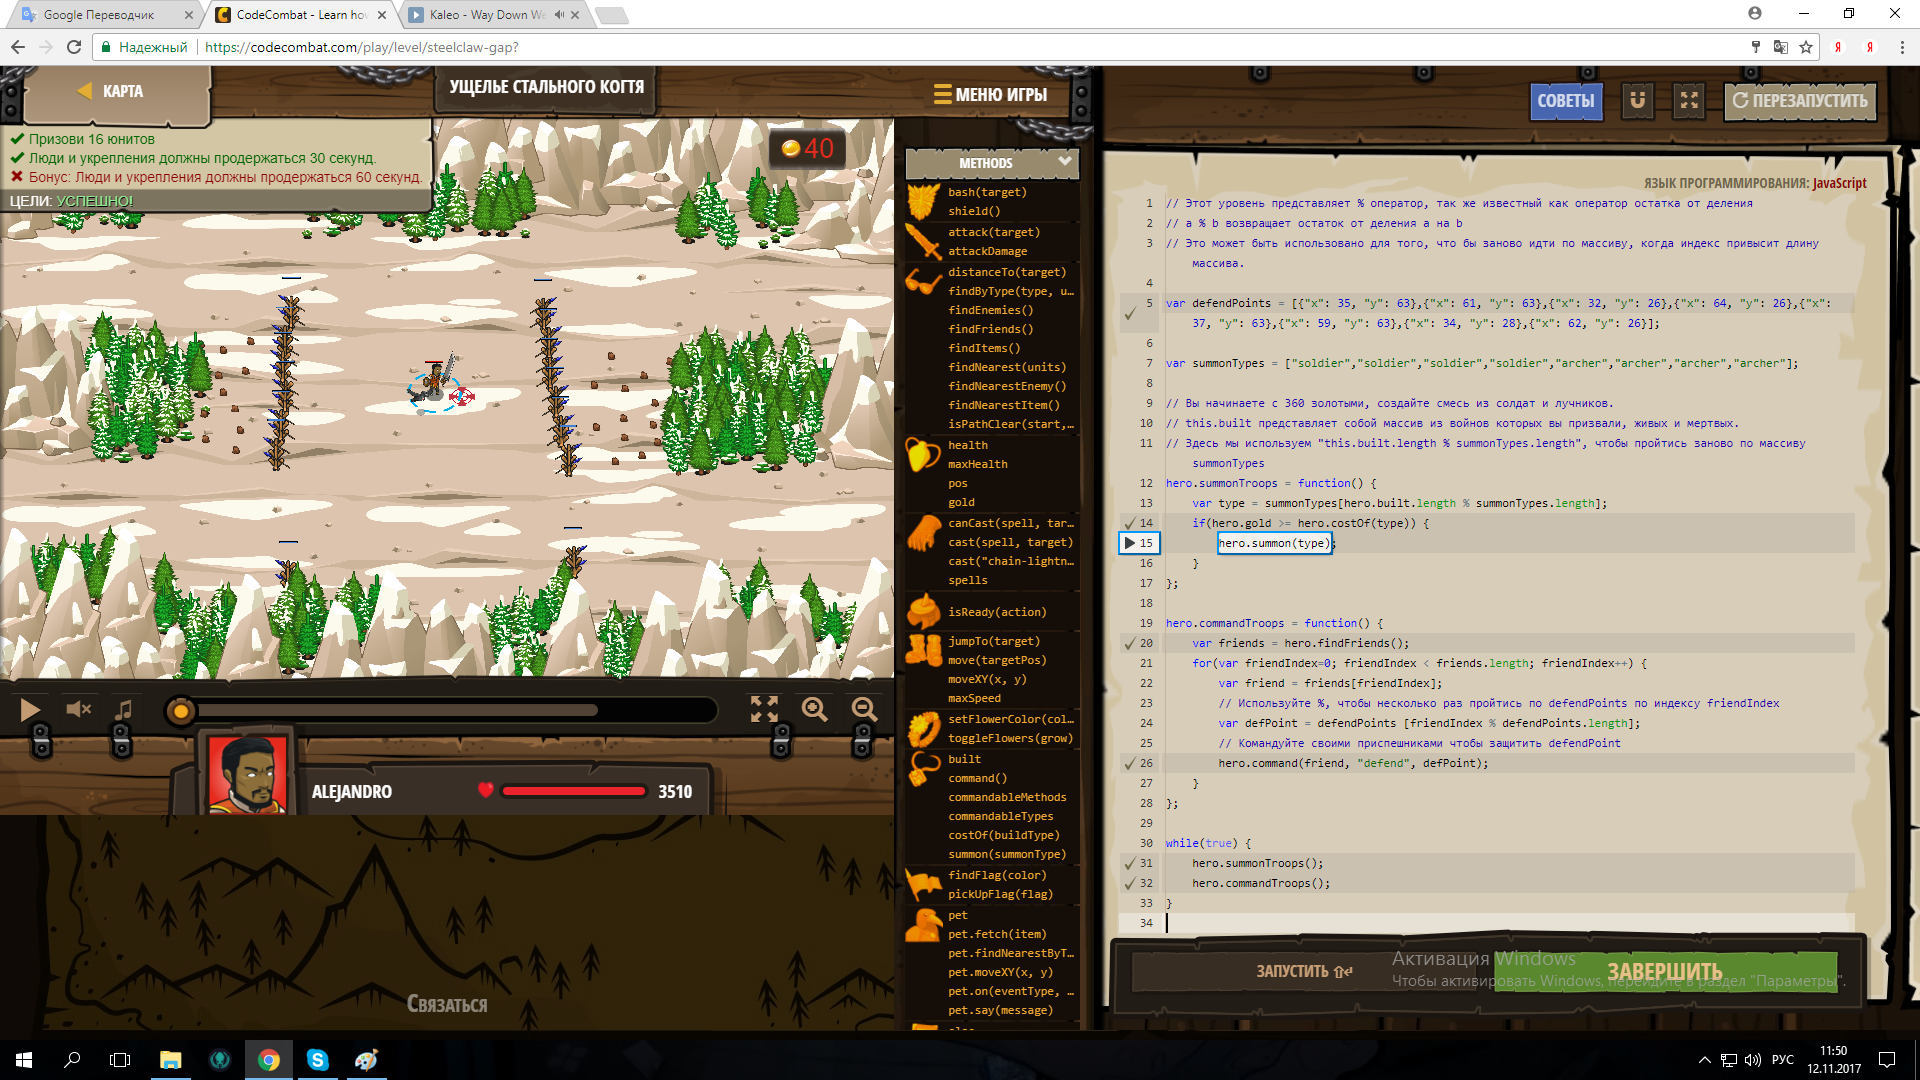 Google Переводчик
CodeCombat - Learn how
Kaleo - Way Down We
Надежный
https://codecombat.com/play/level/steelclaw-gap?
КАРТА
УЩЕЛЬЕ СТАЛЬНОГО КОГТЯ
МЕНЮ ИГРЫ
СОВЕТЫ
ПЕРЕЗАПУСТИТЬ
Призови 16 юнитов
Люди и укрепления должны продержаться 30 секунд.
Бонус: Люди и укрепления должны продержаться 60 секунд.
ЦЕЛИ: УСПЕШНО!
40
ALEJANDRO
3510
Связаться
METHODS
bash(target)
shield()
attack(target)
attackDamage
distanceTo(target)
findByType(type, u…
findEnemies()
findFriends()
findItems()
findNearest(units)
findNearestEnemy()
findNearestItem()
isPathClear(start,…
health
maxHealth
pos
gold
canCast(spell, tar…
cast(spell, target)
cast("chain-lightn…
spells
isReady(action)
jumpTo(target)
move(targetPos)
moveXY(x, y)
maxSpeed
setFlowerColor(col…
toggleFlowers(grow)
built
command()
commandableMethods
commandableTypes
costOf(buildType)
summon(summonType)
findFlag(color)
pickUpFlag(flag)
pet
pet.fetch(item)
pet.findNearestByT…
pet.moveXY(x, y)
pet.on(eventType, …
pet.say(message)
ЯЗЫК ПРОГРАММИРОВАНИЯ: JavaScript
1 // Этот уровень представляет % оператор, так же известный как оператор остатка от деления
2 // a % b возвращает остаток от деления a на b
3 // Это может быть использовано для того, что бы заново идти по массиву, когда индекс привысит длину
массива.
4
5 var defendPoints = [{"x": 35, "y": 63},{"x": 61, "y": 63},{"x": 32, "y": 26},{"x": 64, "y": 26},{"x":
37, "y": 63},{"x": 59, "y": 63},{"x": 34, "y": 28},{"x": 62, "y": 26}];
6
7 var summonTypes = ["soldier","soldier","soldier","soldier","archer","archer","archer","archer"];
8
9 // Вы начинаете с 360 золотыми, создайте смесь из солдат и лучников.
10 // this.built представляет собой массив из войнов которых вы призвали, живых и мертвых.
11 // Здесь мы используем "this.built.length % summonTypes.length", чтобы пройтись заново по массиву
summonTypes
12 hero.summonTroops = function() {
13 var type = summonTypes[hero.built.length % summonTypes.length];
14 if(hero.gold >= hero.costOf(type)) {
15 hero.summon(type);
16 }
17 };
18
19 hero.commandTroops = function() {
20 var friends = hero.findFriends();
21 for(var friendIndex=0; friendIndex < friends.length; friendIndex++) {
22 var friend = friends[friendIndex];
23 // Используйте %, чтобы несколько раз пройтись по defendPoints по индексу friendIndex
24 var defPoint = defendPoints [friendIndex % defendPoints.length];
25 // Командуйте своими приспешниками чтобы защитить defendPoint
26 hero.command(friend, "defend", defPoint);
27 }
28 };
29
30 while(true) {
31 hero.summonTroops();
32 hero.commandTroops();
33 }
34
ЗАПУСТИТЬ
ЗАВЕРШИТЬ
Активация Windows
Чтобы активировать Windows, перейдите в раздел "Параметры".
РУС
11:50
12.11.2017